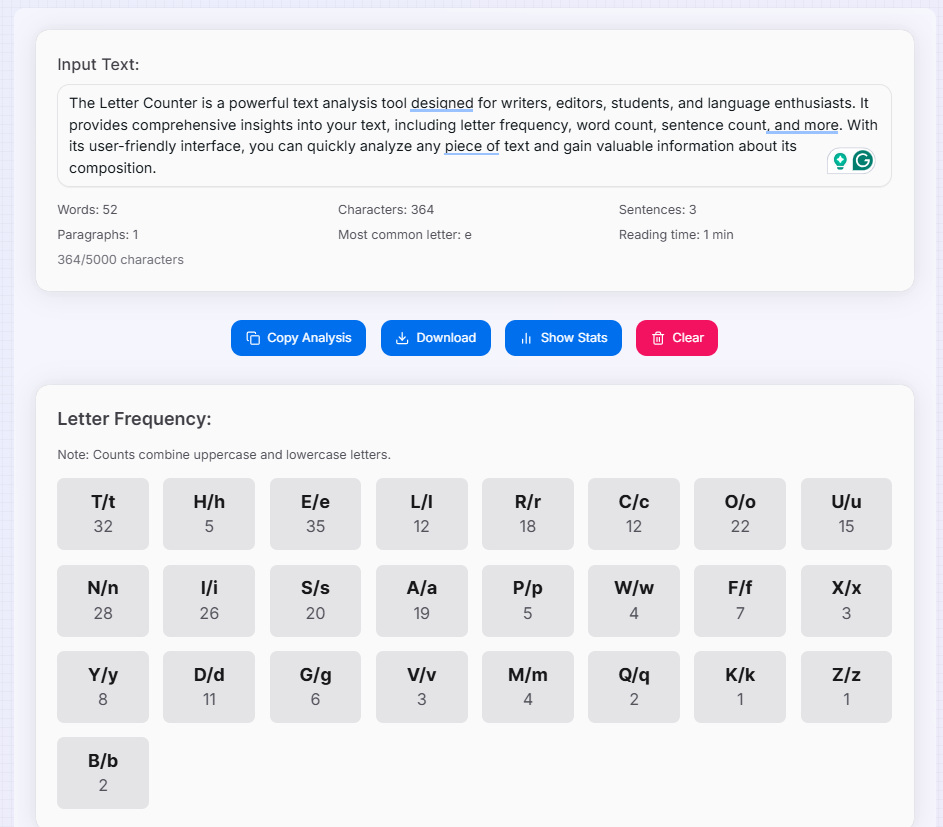 Input Text:
The Letter Counter is a powerful text analysis tool designed for writers, editors, students, and language enthusiasts. It
provides comprehensive insights into your text, including letter frequency, word count, sentence count, and more. With
its user-friendly interface, you can quickly analyze any piece of text and gain valuable information about its
composition.
Words: 52 Characters: 364 Sentences: 3
Paragraphs: 1 Most common letter: e Reading time: 1 min
364/5000 characters
Copy Analysis Download Show Stats Clear
Letter Frequency:
Note: Counts combine uppercase and lowercase letters.
T/t H/h E/e L/l R/r C/c O/o U/u
32 5 35 12 18 12 22 15
N/n I/i S/s A/a P/p W/w F/f X/x
28 26 20 19 5 4 7 3
Y/y D/d G/g V/v M/m Q/q K/k Z/z
8 11 6 3 4 2 1 1
B/b
2